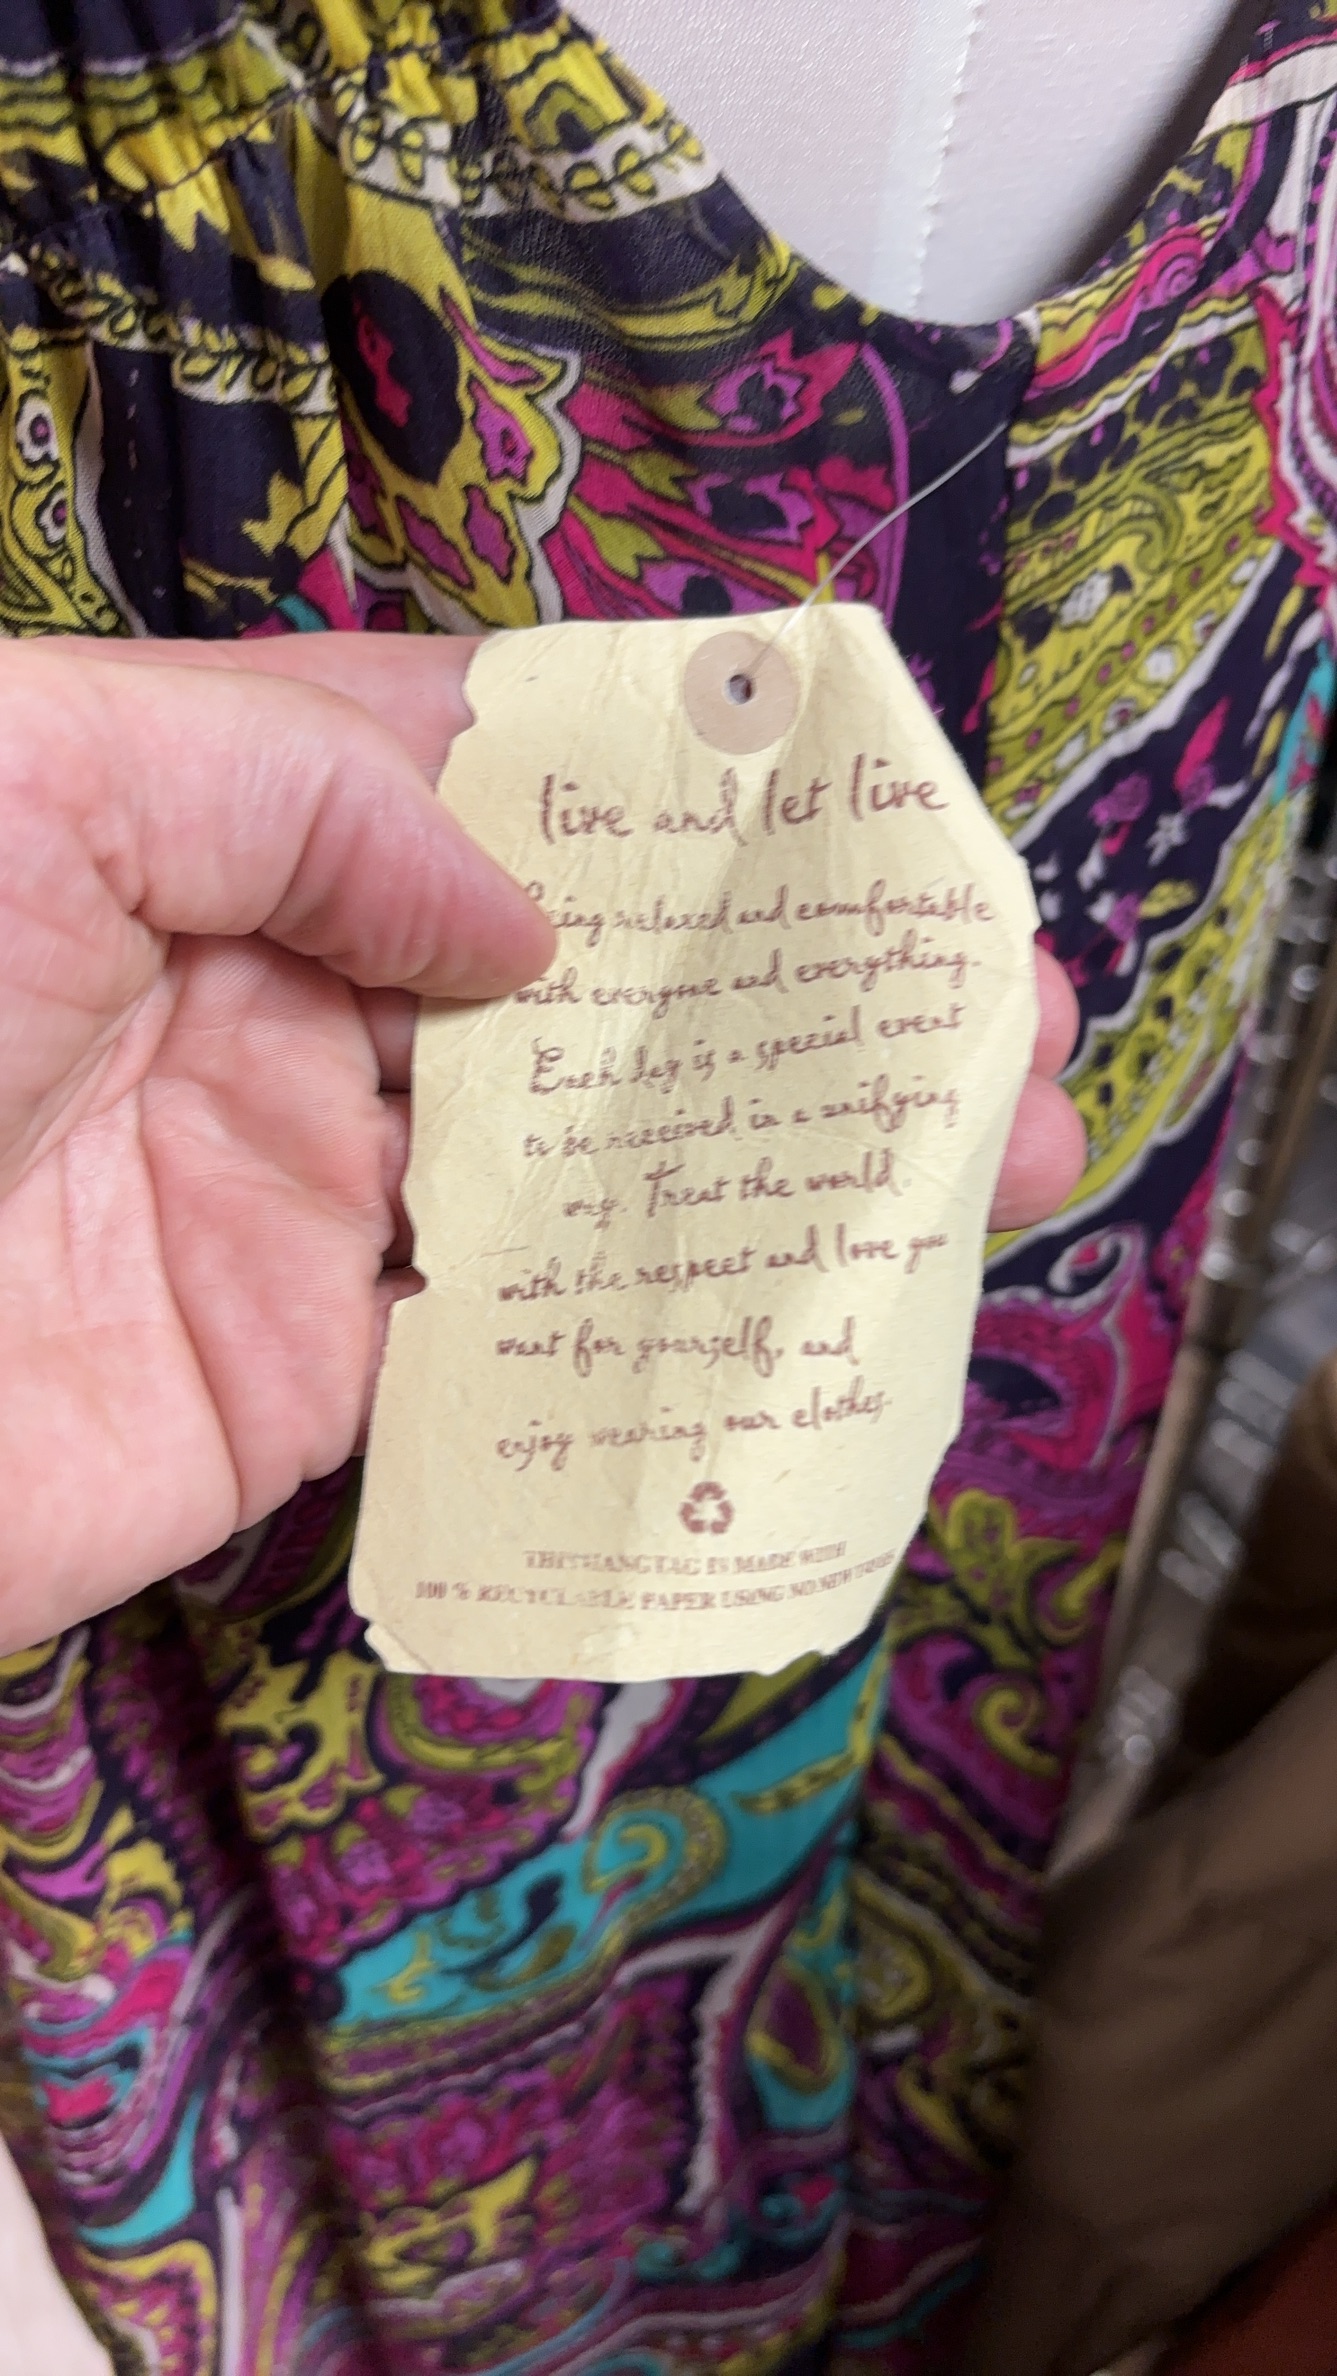 live and let live
Being relaxed and comfortable
with everyone and everything.
Each day is a special event
to be received in a unifying
way. Treat the world.
with the respect and love you
want for yourself, and
enjoy wearing our clothes.
THIS HANGTAG IS MADE WITH
100 % RECYCLABLE PAPER USING NO NEW TREES